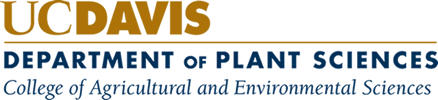 UCDAVIS
DEPARTMENT OF PLANT SCIENCES
College of Agricultural and Environmental Sciences